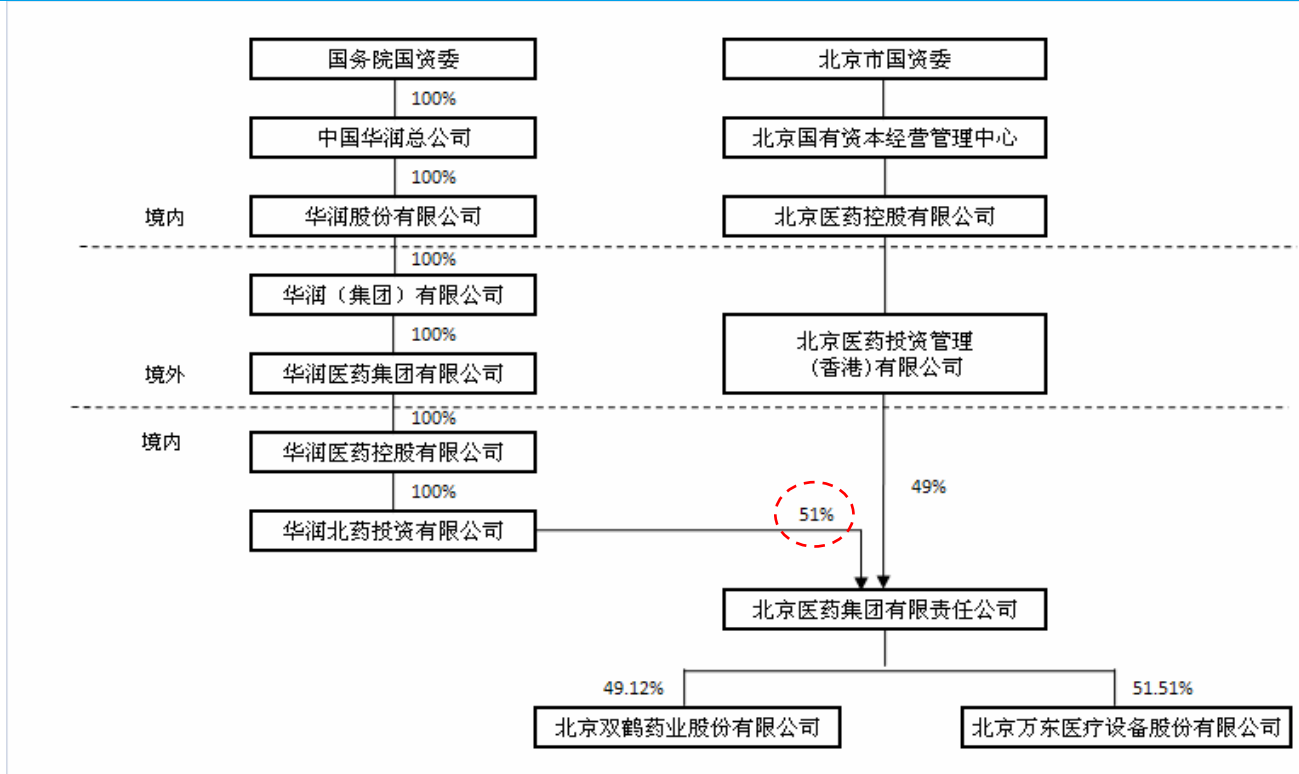 国务院国资委
北京市国资委
100%
中国华润总公司
北京国有资本经营管理中心
100%
境内
华润股份有限公司
北京医药控股有限公司
100%
华润（集团）有限公司
100%
北京医药投资管理
(香港)有限公司
境外
华润医药集团有限公司
100%
境内
华润医药控股有限公司
100%
49%
51%
华润北药投资有限公司
北京医药集团有限责任公司
49.12%
51.51%
北京双鹤药业股份有限公司
北京万东医疗设备股份有限公司